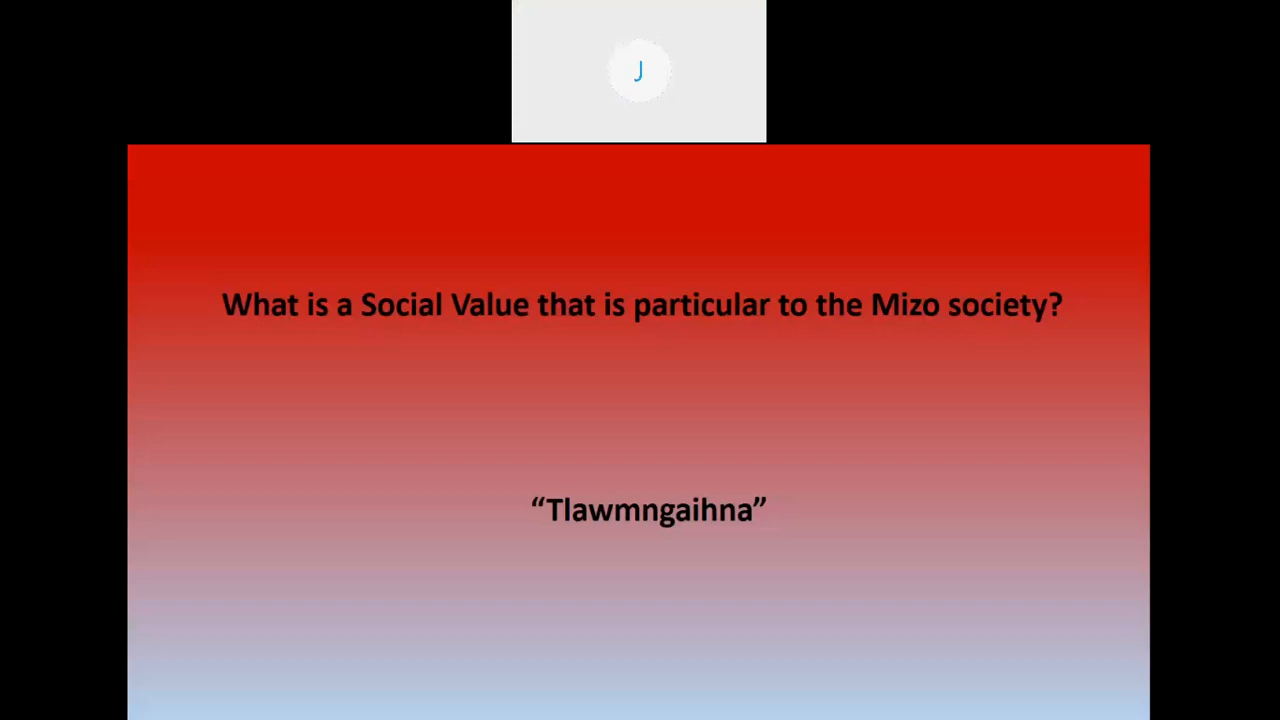 J
What is a Social Value that is particular to the Mizo society?
“Tlawmngaihna”